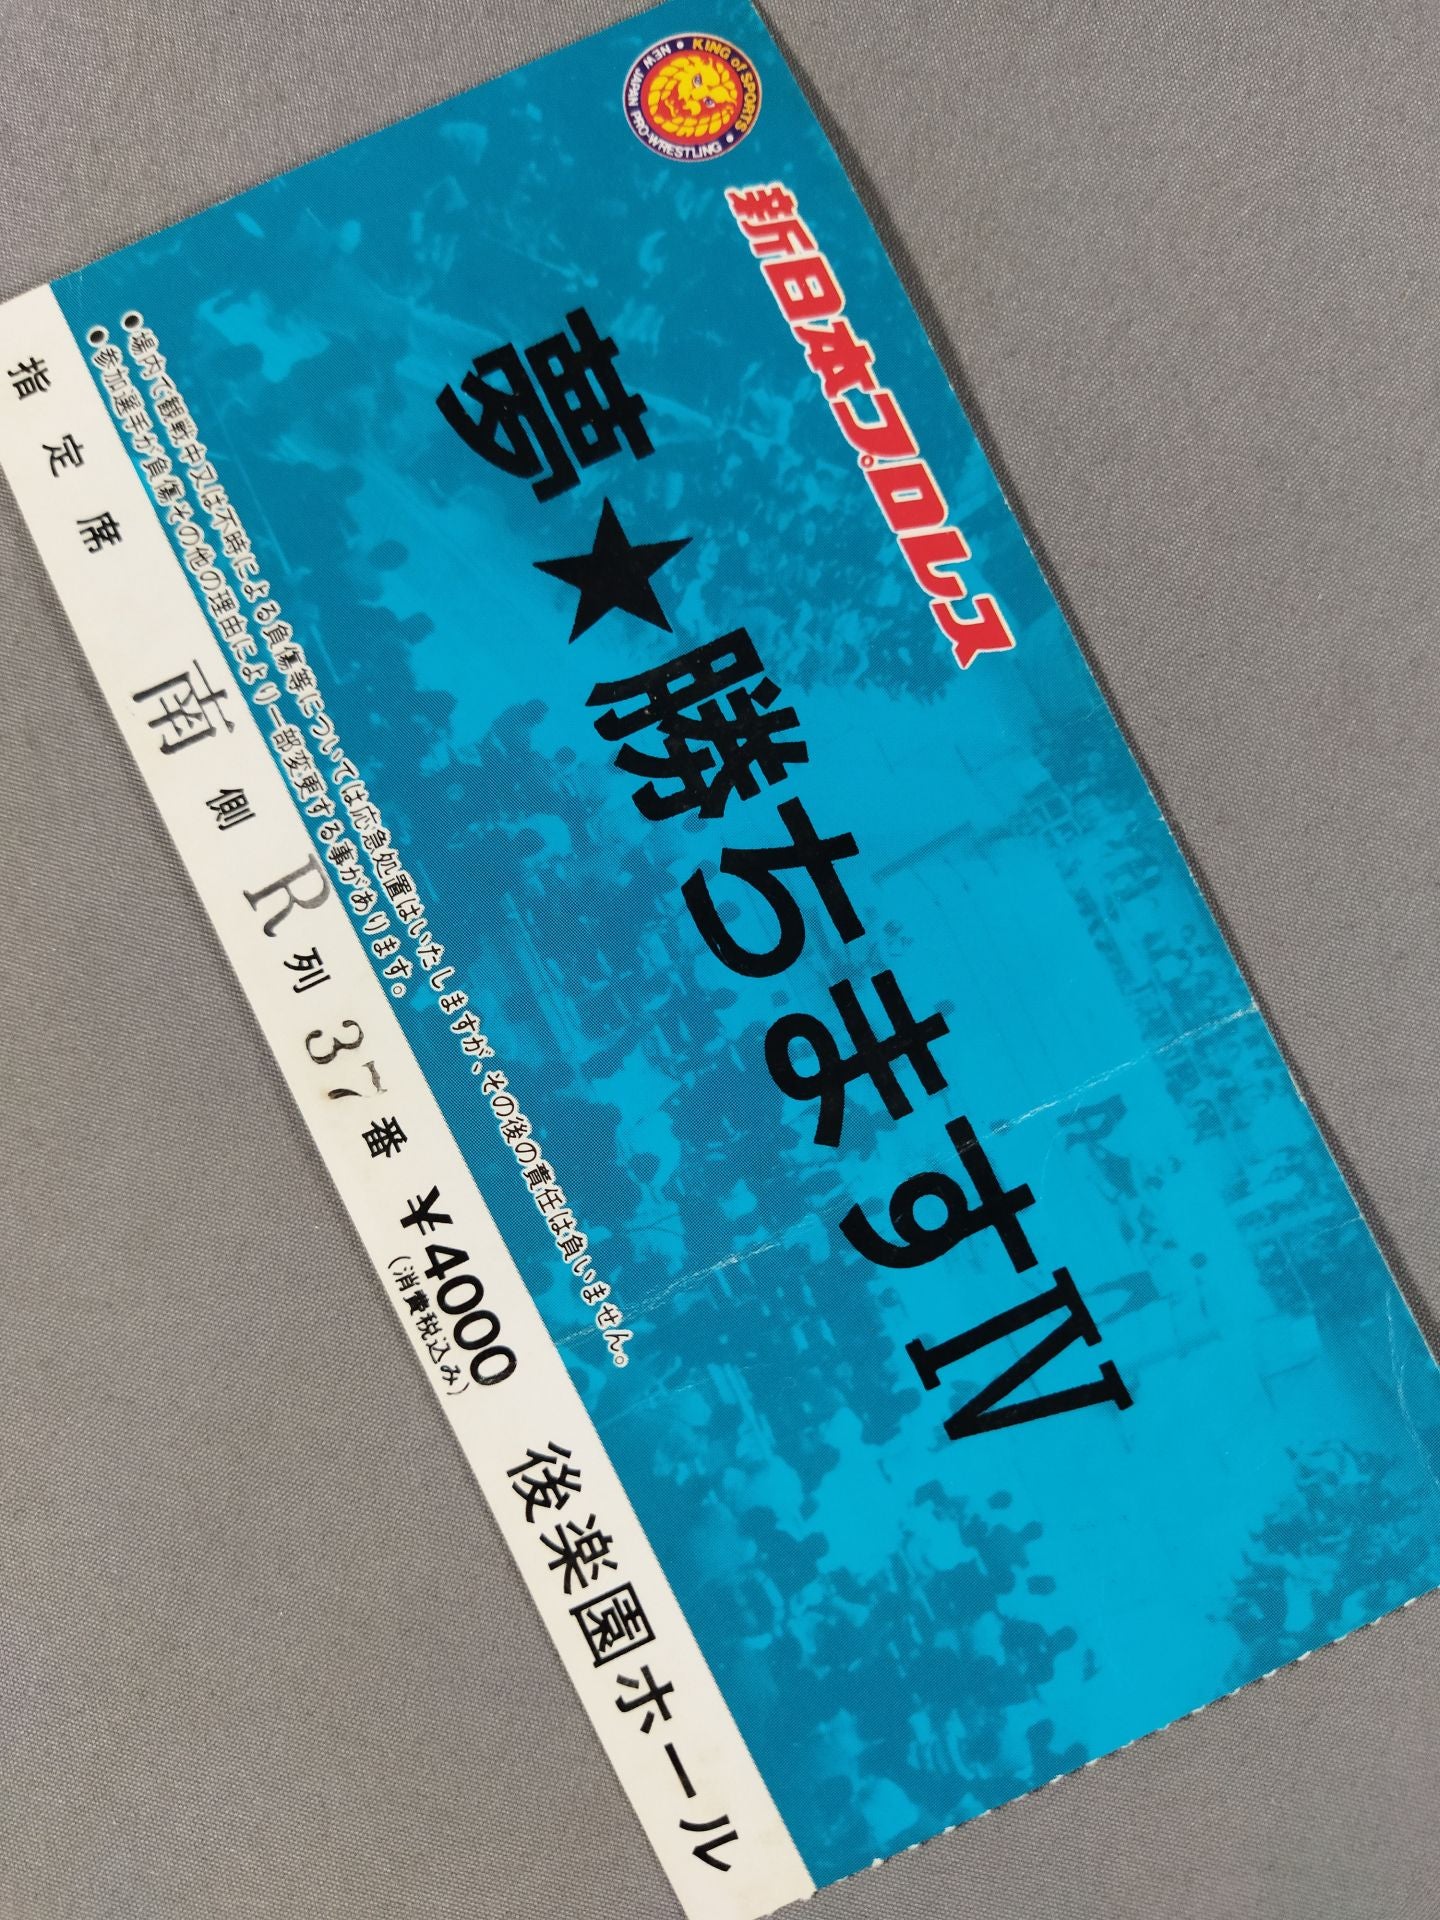 KING of SPORTS • NEW JAPAN PRO-WRESTLING •
新日本プロレス
夢★勝ちますⅣ
●場内で観戦中又は不時による負傷等については応急処置はいたしますが、その後の責任は負いません。
●参加選手が負傷その他の理由により一部変更する事があります。
指定席 南側 R列 37番 ¥4000 後楽園ホール
(消費税込み)